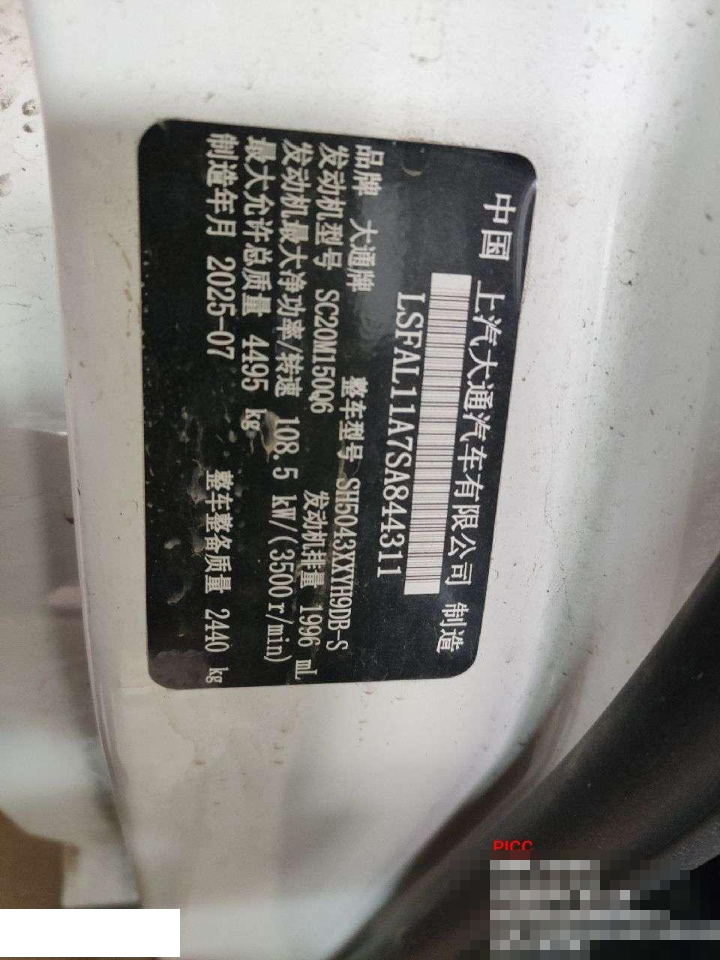 中国 上汽大通汽车有限公司 制造
LSFAL11A7SA844311
品牌 大通牌 整车型号 SH5043XXYH9DB-S
发动机型号 SC20M150Q6 发动机排量 1996 mL
发动机最大净功率/转速 108.5 kW/(3500r/min)
最大允许总质量 4495 kg 整车整备质量 2440 kg
制造年月 2025-07
PICC